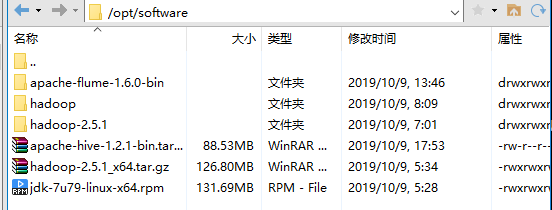 /opt/software
名称 大小 类型 修改时间 属性
..
apache-flume-1.6.0-bin 文件夹 2019/10/9, 13:46 drwxrwxr
hadoop 文件夹 2019/10/9, 8:09 drwxrwxr
hadoop-2.5.1 文件夹 2019/10/9, 7:01 drwxrwxr
apache-hive-1.2.1-bin.tar... 88.53MB WinRAR ... 2019/10/9, 17:53 -rw-r--r--
hadoop-2.5.1_x64.tar.gz 126.80MB WinRAR ... 2019/10/9, 5:34 -rwxrwxr
jdk-7u79-linux-x64.rpm 131.69MB RPM - File 2019/10/9, 5:28 -rwxrwxr